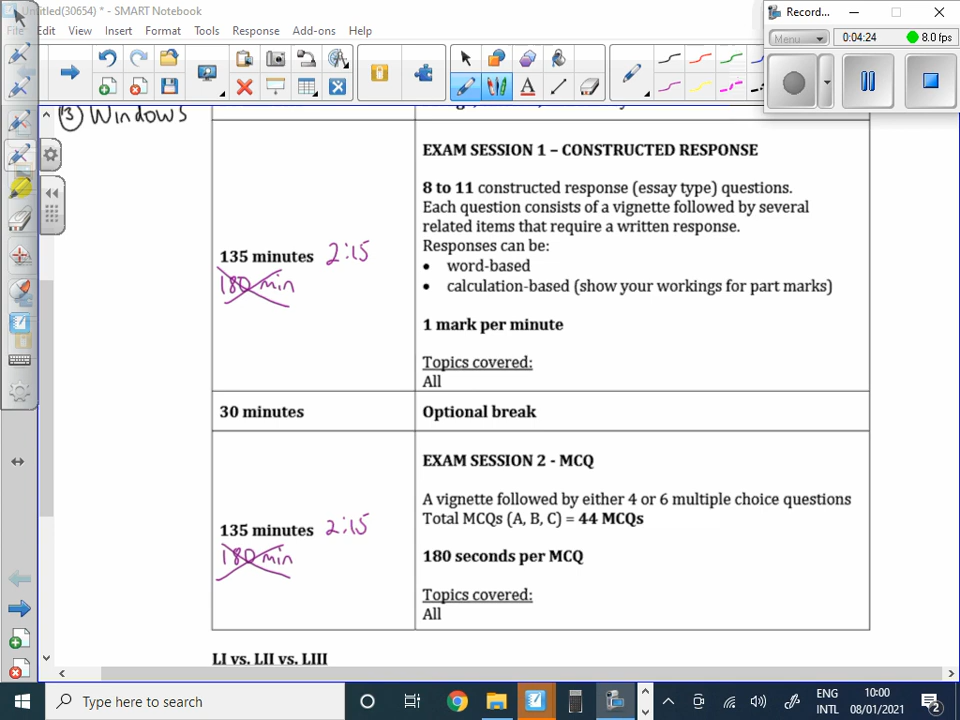 Untitled(30654) * - SMART Notebook
File Edit View Insert Format Tools Response Add-ons Help
Record...
Menu 0:04:24 8.0 fps
③ Windows
EXAM SESSION 1 – CONSTRUCTED RESPONSE
8 to 11 constructed response (essay type) questions.
Each question consists of a vignette followed by several
related items that require a written response.
Responses can be:
• word-based
• calculation-based (show your workings for part marks)
135 minutes 2:15
180 min
1 mark per minute
Topics covered:
All
30 minutes Optional break
EXAM SESSION 2 - MCQ
A vignette followed by either 4 or 6 multiple choice questions
Total MCQs (A, B, C) = 44 MCQs
135 minutes 2:15
180 min
180 seconds per MCQ
Topics covered:
All
LI vs. LII vs. LIII
Type here to search
ENG
INTL
10:00
08/01/2021
2